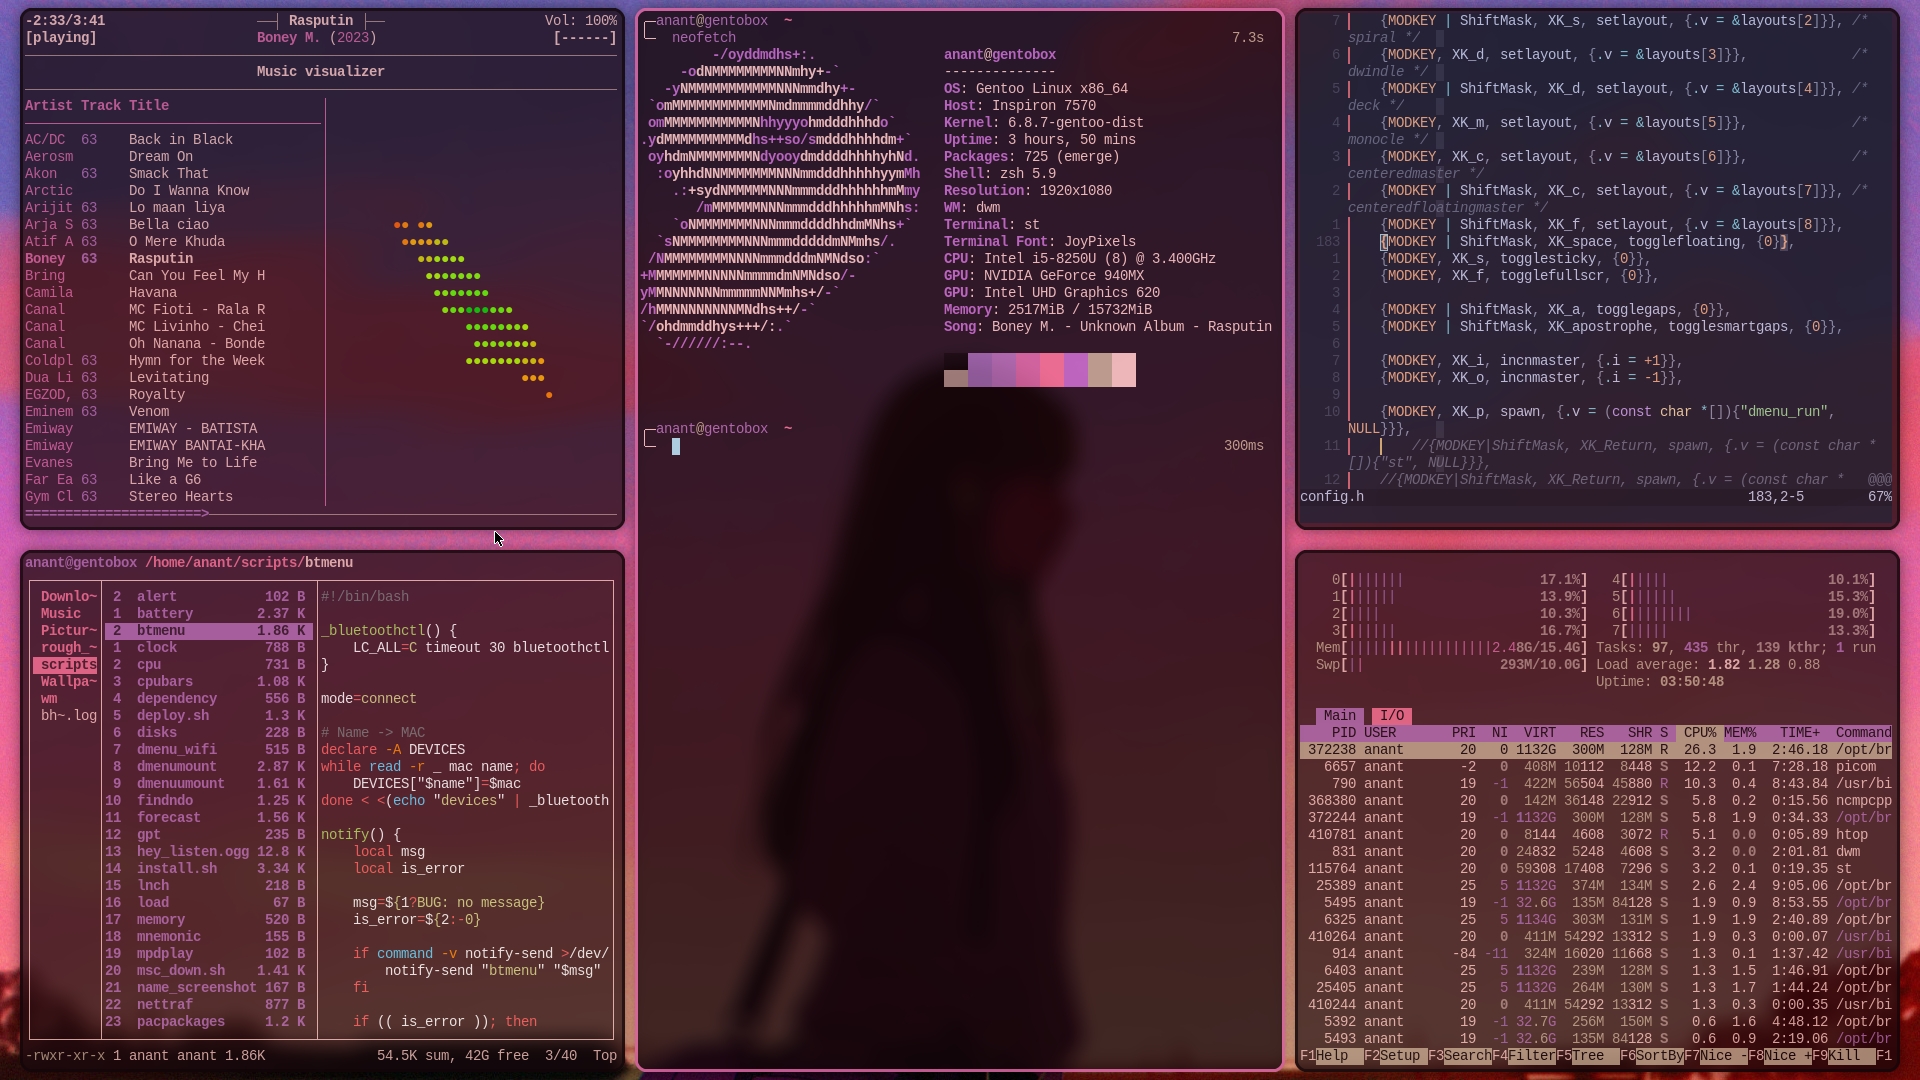 -2:33/3:41 ──┤ Rasputin ├── Vol: 100%
[playing] Boney M. (2023) [------]
Music visualizer
Artist Track Title
AC/DC 63 Back in Black
Aerosm Dream On
Akon 63 Smack That
Arctic Do I Wanna Know
Arijit 63 Lo maan liya
Arja S 63 Bella ciao
Atif A 63 O Mere Khuda
Boney 63 Rasputin
Bring Can You Feel My H
Camila Havana
Canal MC Fioti - Rala R
Canal MC Livinho - Chei
Canal Oh Nanana - Bonde
Coldpl 63 Hymn for the Week
Dua Li 63 Levitating
EGZOD, 63 Royalty
Eminem 63 Venom
Emiway EMIWAY - BATISTA
Emiway EMIWAY BANTAI-KHA
Evanes Bring Me to Life
Far Ea 63 Like a G6
Gym Cl 63 Stereo Hearts
======================>
anant@gentobox /home/anant/scripts/btmenu
Downlo~
Music
Pictur~
rough_~
scripts
Wallpa~
wm
bh~.log
2 alert 102 B
1 battery 2.37 K
2 btmenu 1.86 K
1 clock 788 B
2 cpu 731 B
3 cpubars 1.08 K
4 dependency 556 B
5 deploy.sh 1.3 K
6 disks 228 B
7 dmenu_wifi 515 B
8 dmenumount 2.87 K
9 dmenuumount 1.61 K
10 findndo 1.25 K
11 forecast 1.56 K
12 gpt 235 B
13 hey_listen.ogg 12.8 K
14 install.sh 3.34 K
15 lnch 218 B
16 load 67 B
17 memory 520 B
18 mnemonic 155 B
19 mpdplay 102 B
20 msc_down.sh 1.41 K
21 name_screenshot 167 B
22 nettraf 877 B
23 pacpackages 1.2 K
#!/bin/bash
_bluetoothctl() {
LC_ALL=C timeout 30 bluetoothctl
}
mode=connect
# Name -> MAC
declare -A DEVICES
while read -r _ mac name; do
DEVICES["$name"]=$mac
done < <(echo "devices" | _bluetooth
notify() {
local msg
local is_error
msg=${1?BUG: no message}
is_error=${2:-0}
if command -v notify-send >/dev/
notify-send "btmenu" "$msg"
fi
if (( is_error )); then
-rwxr-xr-x 1 anant anant 1.86K 54.5K sum, 42G free 3/40 Top
╭─anant@gentobox ~
╰─ neofetch 7.3s
-/oyddmdhs+:.
-odNMMMMMMMMNNmhy+-`
-yNMMMMMMMMMMMNNNmmdhy+-
`omMMMMMMMMMMMMNmdmmmmddhhy/`
omMMMMMMMMMMMNhhyyyohmdddhhhdo`
.ydMMMMMMMMMMdhs++so/smdddhhhhdm+`
oyhdmNMMMMMMMNdyooydmddddhhhhyhNd.
:oyhhdNNMMMMMMMNNNmmdddhhhhhyymMh
.:+sydNMMMMMNNNmmmdddhhhhhhmMmy
/mMMMMMMNNNmmmdddhhhhhmMNhs:
`oNMMMMMMMNNNmmmddddhhdmMNhs+`
`sNMMMMMMMMNNNmmmdddddmNMmhs/.
/NMMMMMMMMNNNNmmmdddmNMNdso:`
+MMMMMMMNNNNNmmmmdmNMNdso/-
yMMNNNNNNNmmmmmNNMmhs+/-`
/hMMNNNNNNNNMNdhs++/-`
`/ohdmmddhys+++/:.`
`-//////:--.
anant@gentobox
--------------
OS: Gentoo Linux x86_64
Host: Inspiron 7570
Kernel: 6.8.7-gentoo-dist
Uptime: 3 hours, 50 mins
Packages: 725 (emerge)
Shell: zsh 5.9
Resolution: 1920x1080
WM: dwm
Terminal: st
Terminal Font: JoyPixels
CPU: Intel i5-8250U (8) @ 3.400GHz
GPU: NVIDIA GeForce 940MX
GPU: Intel UHD Graphics 620
Memory: 2517MiB / 15732MiB
Song: Boney M. - Unknown Album - Rasputin
╭─anant@gentobox ~
╰─ 300ms
7 {MODKEY | ShiftMask, XK_s, setlayout, {.v = &layouts[2]}}, /*
spiral */
6 {MODKEY, XK_d, setlayout, {.v = &layouts[3]}}, /*
dwindle */
5 {MODKEY | ShiftMask, XK_d, setlayout, {.v = &layouts[4]}}, /*
deck */
4 {MODKEY, XK_m, setlayout, {.v = &layouts[5]}}, /*
monocle */
3 {MODKEY, XK_c, setlayout, {.v = &layouts[6]}}, /*
centeredmaster */
2 {MODKEY | ShiftMask, XK_c, setlayout, {.v = &layouts[7]}}, /*
centeredfloatingmaster */
1 {MODKEY | ShiftMask, XK_f, setlayout, {.v = &layouts[8]}},
183 {MODKEY | ShiftMask, XK_space, togglefloating, {0}},
1 {MODKEY, XK_s, togglesticky, {0}},
2 {MODKEY, XK_f, togglefullscr, {0}},
3
4 {MODKEY | ShiftMask, XK_a, togglegaps, {0}},
5 {MODKEY | ShiftMask, XK_apostrophe, togglesmartgaps, {0}},
6
7 {MODKEY, XK_i, incnmaster, {.i = +1}},
8 {MODKEY, XK_o, incnmaster, {.i = -1}},
9
10 {MODKEY, XK_p, spawn, {.v = (const char *[]){"dmenu_run",
NULL}}},
11 //{MODKEY|ShiftMask, XK_Return, spawn, {.v = (const char *
[]){"st", NULL}}},
12 //{MODKEY|ShiftMask, XK_Return, spawn, {.v = (const char * @@@
config.h 183,2-5 67%
0[||||||| 17.1%] 4[||||| 10.1%]
1[|||||| 13.9%] 5[|||||| 15.3%]
2[|||| 10.3%] 6[|||||||| 19.0%]
3[|||||| 16.7%] 7[||||| 13.3%]
Mem[||||||||||||||||||2.48G/15.4G] Tasks: 97, 435 thr, 139 kthr; 1 run
Swp[|| 293M/10.0G] Load average: 1.82 1.28 0.88
Uptime: 03:50:48
Main I/O
PID USER PRI NI VIRT RES SHR S CPU% MEM% TIME+ Command
372238 anant 20 0 1132G 300M 128M R 26.3 1.9 2:46.18 /opt/br
6657 anant -2 0 408M 10112 8448 S 12.2 0.1 7:28.18 picom
790 anant 19 -1 422M 56504 45880 R 10.3 0.4 8:43.84 /usr/bi
368380 anant 20 0 142M 36148 22912 S 5.8 0.2 0:15.56 ncmpcpp
372244 anant 19 -1 1132G 300M 128M S 5.8 1.9 0:34.33 /opt/br
410781 anant 20 0 8144 4608 3072 R 5.1 0.0 0:05.89 htop
831 anant 20 0 24832 5248 4608 S 3.2 0.0 2:01.81 dwm
115764 anant 20 0 59308 17408 7296 S 3.2 0.1 0:19.35 st
25389 anant 25 5 1132G 374M 134M S 2.6 2.4 9:05.06 /opt/br
5495 anant 19 -1 32.6G 135M 84128 S 1.9 0.9 8:53.55 /opt/br
6325 anant 25 5 1134G 303M 131M S 1.9 1.9 2:40.89 /opt/br
410264 anant 20 0 411M 54292 13312 S 1.9 0.3 0:00.07 /usr/bi
914 anant -84 -11 324M 16020 11668 S 1.3 0.1 1:37.42 /usr/bi
6403 anant 25 5 1132G 239M 128M S 1.3 1.5 1:46.91 /opt/br
25405 anant 25 5 1132G 264M 130M S 1.3 1.7 1:44.24 /opt/br
410244 anant 20 0 411M 54292 13312 S 1.3 0.3 0:00.35 /usr/bi
5392 anant 19 -1 32.7G 256M 150M S 0.6 1.6 4:48.12 /opt/br
5493 anant 19 -1 32.6G 135M 84128 S 0.6 0.9 2:19.06 /opt/br
F1Help F2Setup F3SearchF4FilterF5Tree F6SortByF7Nice -F8Nice +F9Kill F1